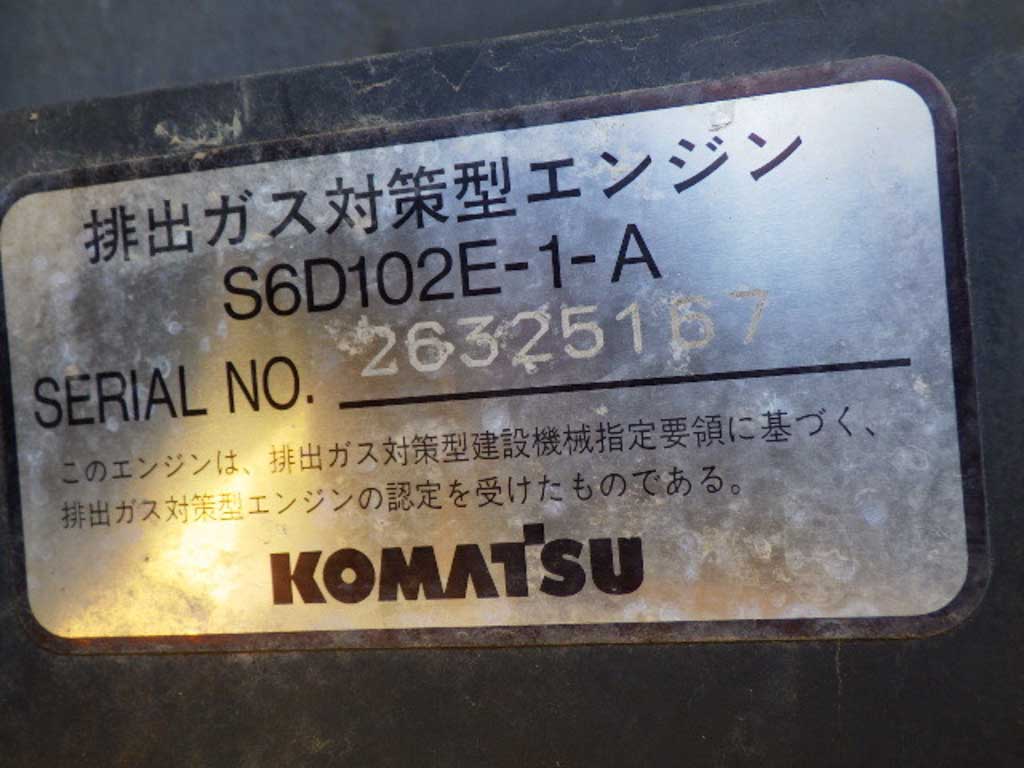 排出ガス対策型エンジン
S6D102E-1-A
SERIAL NO. 26325167
このエンジンは、排出ガス対策型建設機械指定要領に基づく、
排出ガス対策型エンジンの認定を受けたものである。
KOMATSU